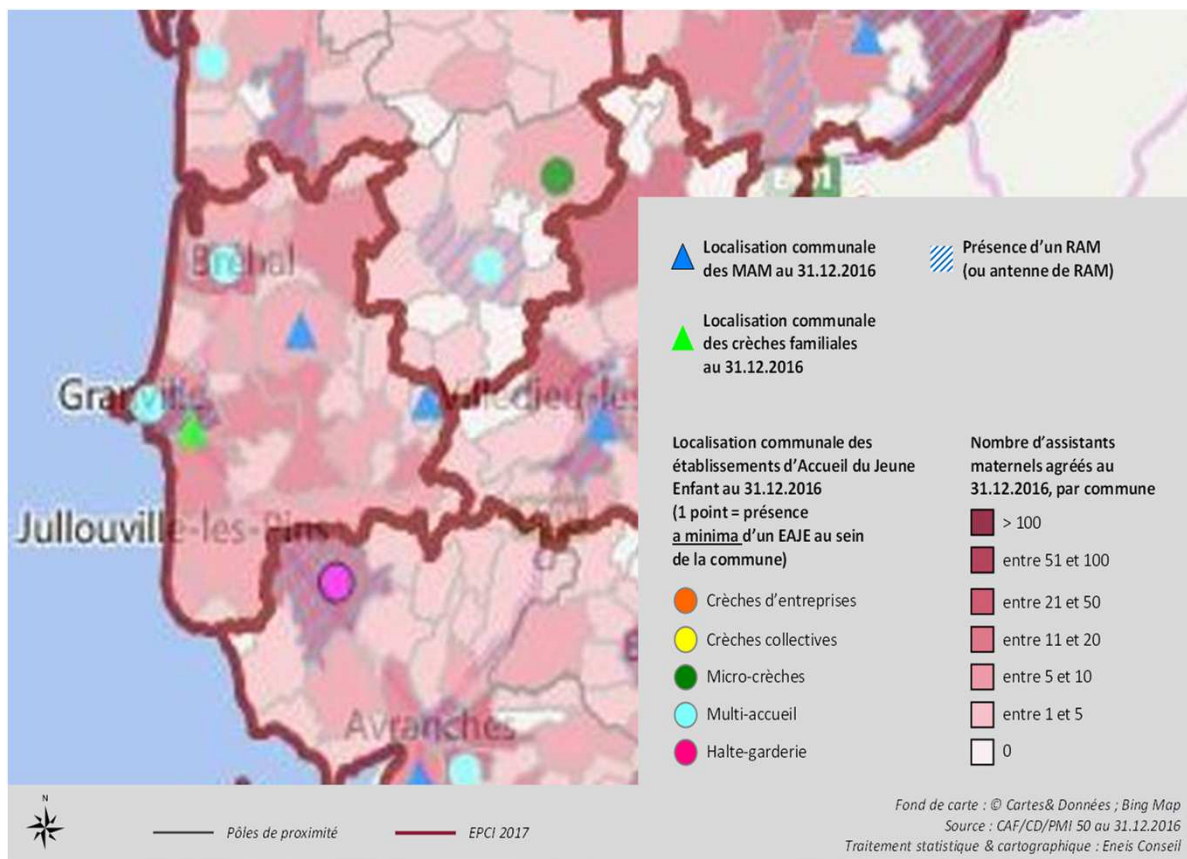 Bréhal
Granville
Villedieu-les
Jullouville-les-Pins
Avranches
Localisation communale
des MAM au 31.12.2016
Présence d'un RAM
(ou antenne de RAM)
Localisation communale
des crèches familiales
au 31.12.2016
Localisation communale des
établissements d'Accueil du Jeune
Enfant au 31.12.2016
(1 point = présence
a minima d'un EAJE au sein
de la commune)
Crèches d'entreprises
Crèches collectives
Micro-crèches
Multi-accueil
Halte-garderie
Nombre d'assistants
maternels agréés au
31.12.2016, par commune
> 100
entre 51 et 100
entre 21 et 50
entre 11 et 20
entre 5 et 10
entre 1 et 5
0
N
Pôles de proximité
EPCI 2017
Fond de carte : © Cartes& Données ; Bing Map
Source : CAF/CD/PMI 50 au 31.12.2016
Traitement statistique & cartographique : Eneis Conseil